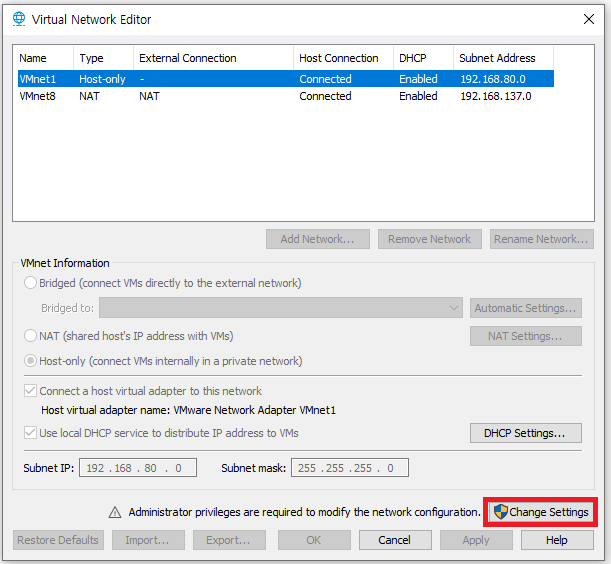 Virtual Network Editor
Name Type External Connection Host Connection DHCP Subnet Address
VMnet1 Host-only - Connected Enabled 192.168.80.0
VMnet8 NAT NAT Connected Enabled 192.168.137.0
Add Network... Remove Network Rename Network...
VMnet Information
Bridged (connect VMs directly to the external network)
Bridged to: Automatic Settings...
NAT (shared host's IP address with VMs) NAT Settings...
Host-only (connect VMs internally in a private network)
Connect a host virtual adapter to this network
Host virtual adapter name: VMware Network Adapter VMnet1
Use local DHCP service to distribute IP address to VMs DHCP Settings...
Subnet IP: 192 . 168 . 80 . 0 Subnet mask: 255 . 255 . 255 . 0
Administrator privileges are required to modify the network configuration. Change Settings
Restore Defaults Import... Export... OK Cancel Apply Help